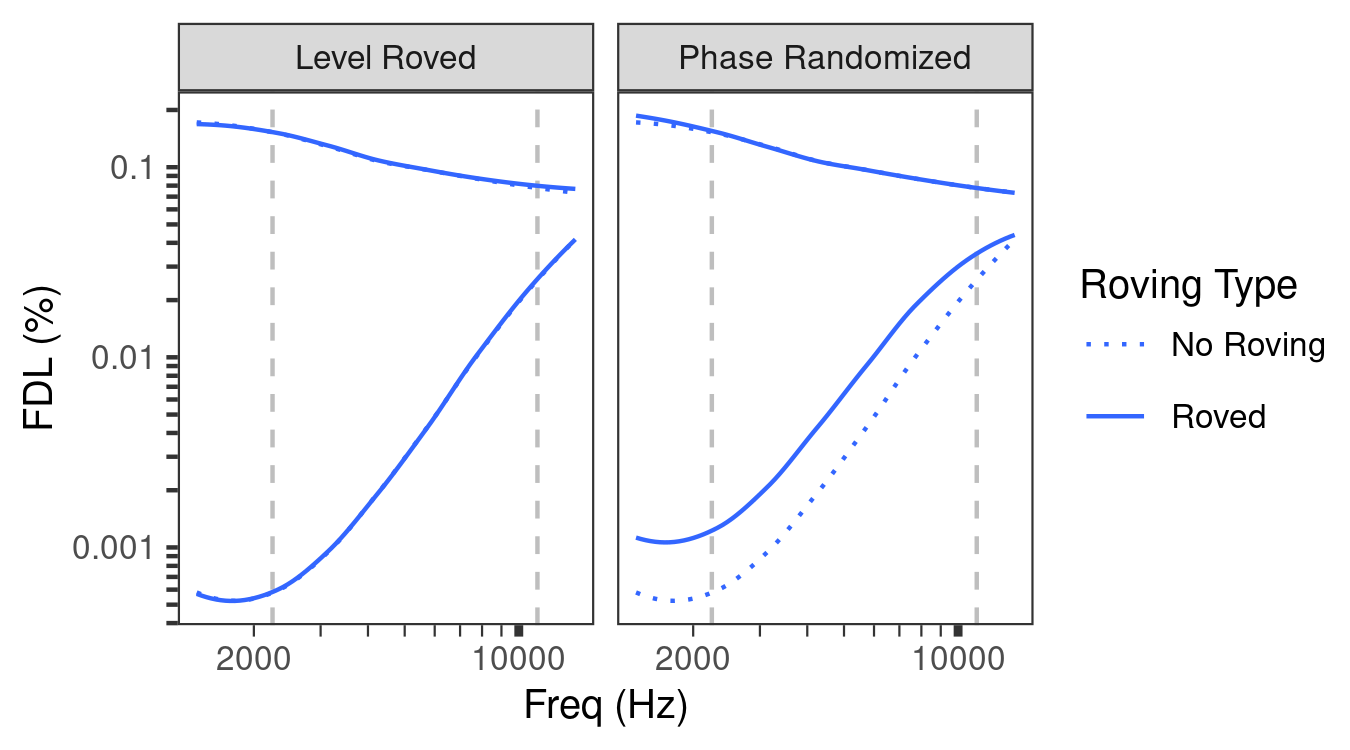 Level Roved
Phase Randomized
FDL (%)
0.1
0.01
0.001
2000
10000
2000
10000
Freq (Hz)
Roving Type
No Roving
Roved